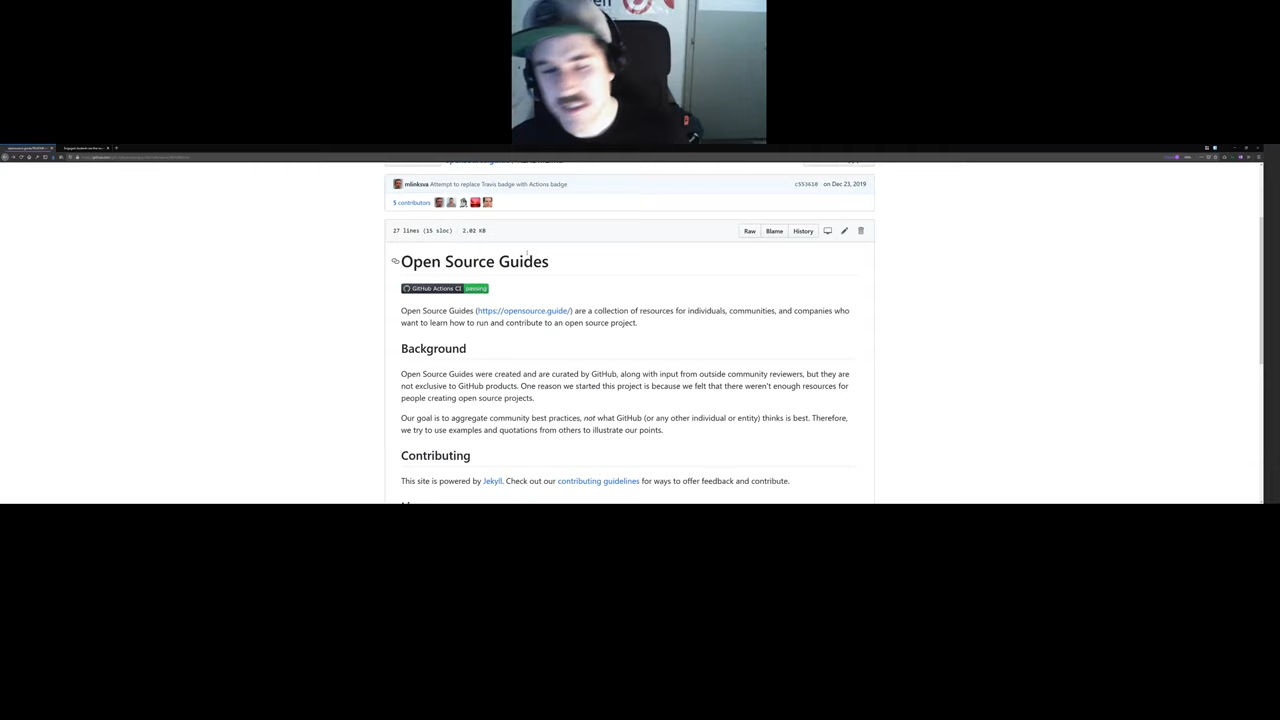 mlinksva Attempt to replace Travis badge with Actions badge c553618 on Dec 23, 2019
5 contributors
27 lines (15 sloc) 2.02 KB Raw Blame History
Open Source Guides
GitHub Actions CI passing
Open Source Guides (https://opensource.guide/) are a collection of resources for individuals, communities, and companies who
want to learn how to run and contribute to an open source project.
Background
Open Source Guides were created and are curated by GitHub, along with input from outside community reviewers, but they are
not exclusive to GitHub products. One reason we started this project is because we felt that there weren't enough resources for
people creating open source projects.
Our goal is to aggregate community best practices, not what GitHub (or any other individual or entity) thinks is best. Therefore,
we try to use examples and quotations from others to illustrate our points.
Contributing
This site is powered by Jekyll. Check out our contributing guidelines for ways to offer feedback and contribute.